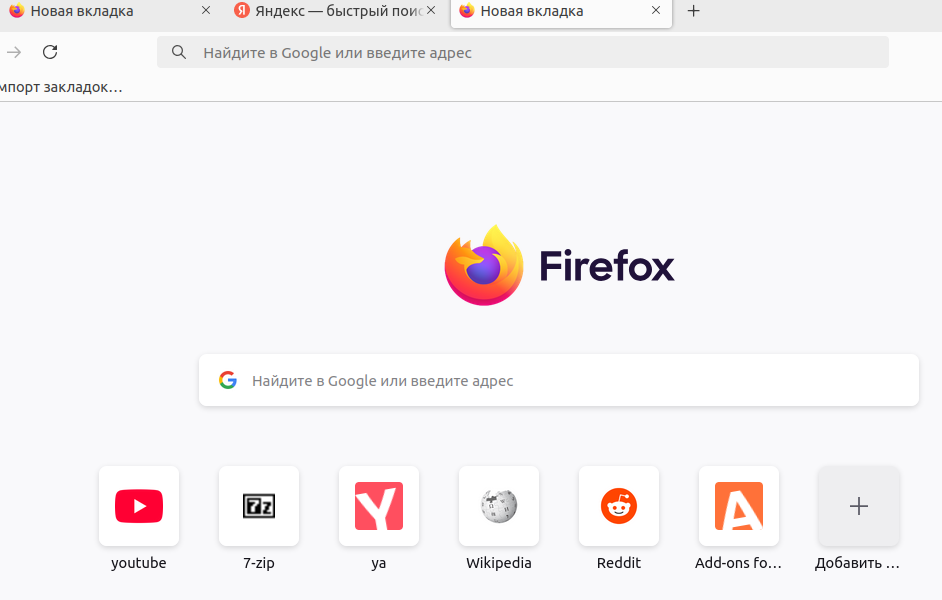 Новая вкладка
Яндекс — быстрый поис
Новая вкладка
Найдите в Google или введите адрес
мпорт закладок…
Firefox
Найдите в Google или введите адрес
youtube
7-zip
ya
Wikipedia
Reddit
Add-ons fo…
Добавить …